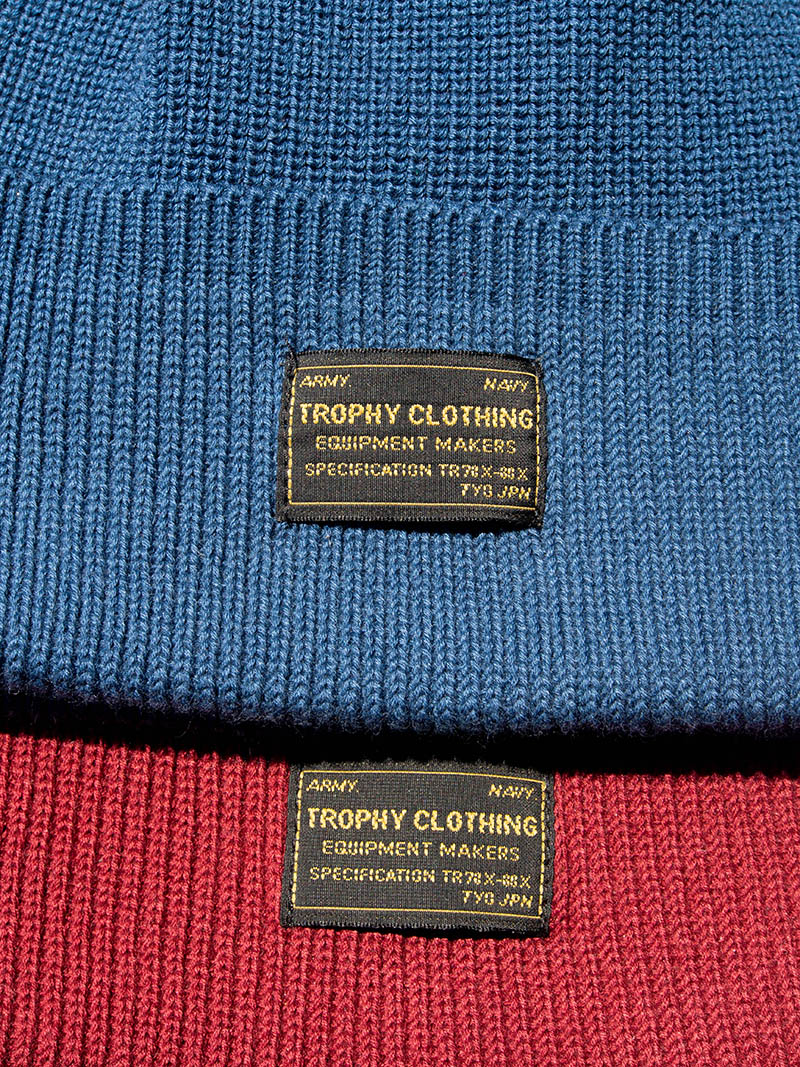 ARMY. NAVY
TROPHY CLOTHING
EQUIPMENT MAKERS
SPECIFICATION TR78X-88X
TYO JPN
ARMY. NAVY
TROPHY CLOTHING
EQUIPMENT MAKERS
SPECIFICATION TR78X-88X
TYO JPN